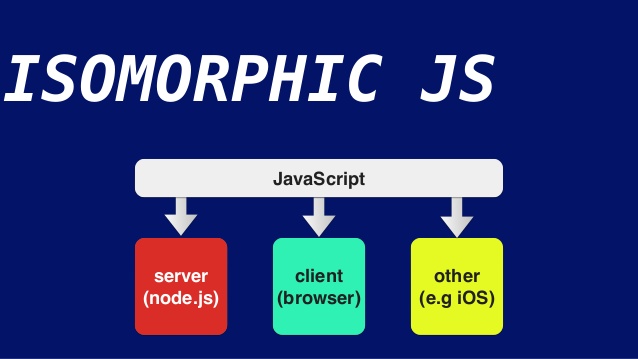 ISOMORPHIC JS
JavaScript
server
(node.js)
client
(browser)
other
(e.g iOS)